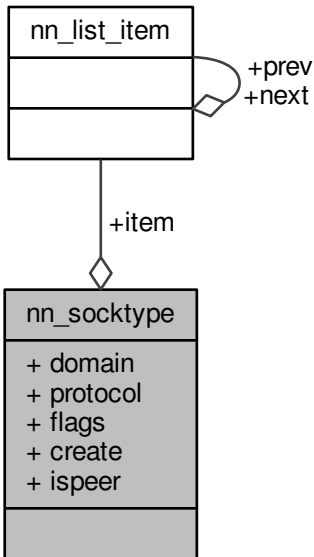 nn_list_item
+prev
+next
+item
nn_socktype
+ domain
+ protocol
+ flags
+ create
+ ispeer